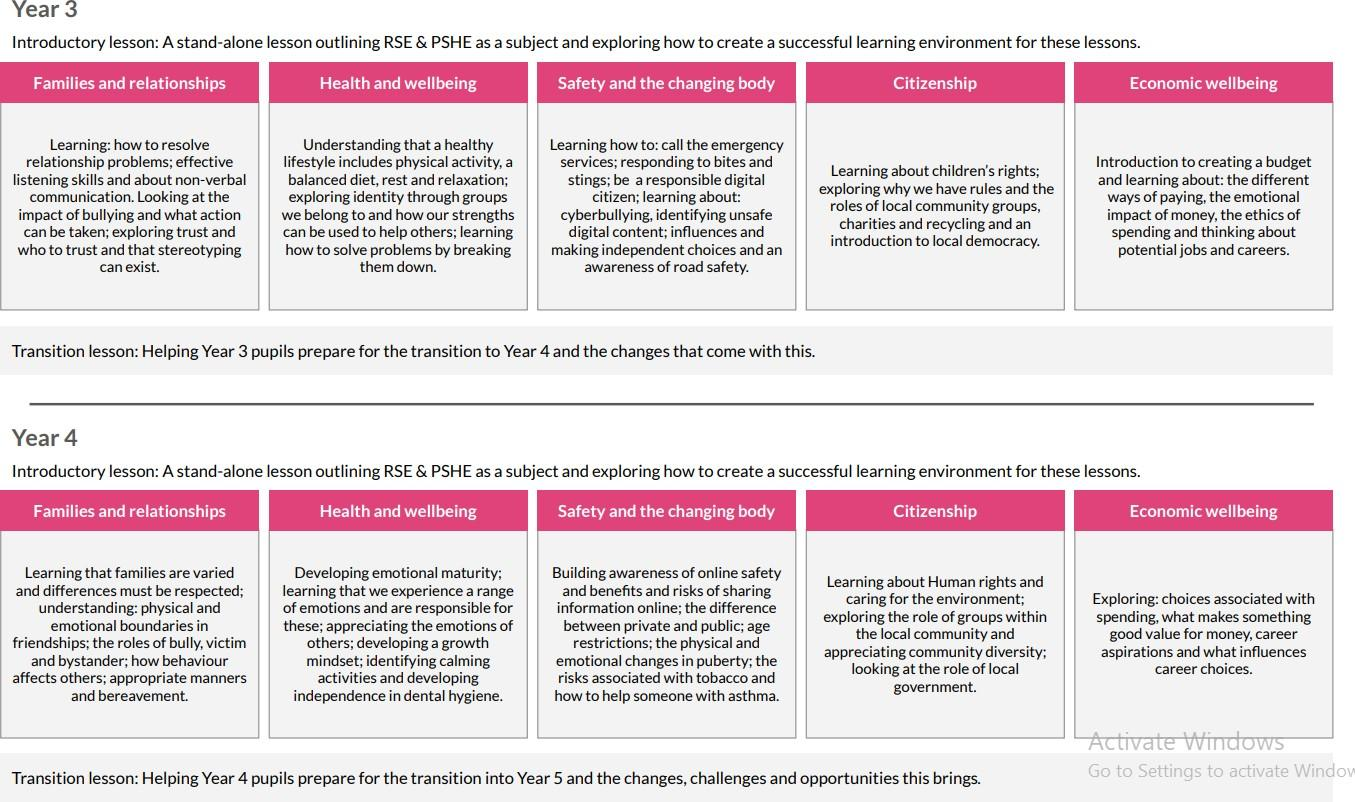 Year 3
Introductory lesson: A stand-alone lesson outlining RSE & PSHE as a subject and exploring how to create a successful learning environment for these lessons.
Families and relationships
Learning: how to resolve
relationship problems; effective
listening skills and about non-verbal
communication. Looking at the
impact of bullying and what action
can be taken; exploring trust and
who to trust and that stereotyping
can exist.
Health and wellbeing
Understanding that a healthy
lifestyle includes physical activity, a
balanced diet, rest and relaxation;
exploring identity through groups
we belong to and how our strengths
can be used to help others; learning
how to solve problems by breaking
them down.
Safety and the changing body
Learning how to: call the emergency
services; responding to bites and
stings; be a responsible digital
citizen; learning about:
cyberbullying, identifying unsafe
digital content; influences and
making independent choices and an
awareness of road safety.
Citizenship
Learning about children's rights;
exploring why we have rules and the
roles of local community groups,
charities and recycling and an
introduction to local democracy.
Economic wellbeing
Introduction to creating a budget
and learning about: the different
ways of paying, the emotional
impact of money, the ethics of
spending and thinking about
potential jobs and careers.
Transition lesson: Helping Year 3 pupils prepare for the transition to Year 4 and the changes that come with this.
Year 4
Introductory lesson: A stand-alone lesson outlining RSE & PSHE as a subject and exploring how to create a successful learning environment for these lessons.
Families and relationships
Learning that families are varied
and differences must be respected;
understanding: physical and
emotional boundaries in
friendships; the roles of bully, victim
and bystander; how behaviour
affects others; appropriate manners
and bereavement.
Health and wellbeing
Developing emotional maturity;
learning that we experience a range
of emotions and are responsible for
these; appreciating the emotions of
others; developing a growth
mindset; identifying calming
activities and developing
independence in dental hygiene.
Safety and the changing body
Building awareness of online safety
and benefits and risks of sharing
information online; the difference
between private and public; age
restrictions; the physical and
emotional changes in puberty; the
risks associated with tobacco and
how to help someone with asthma.
Citizenship
Learning about Human rights and
caring for the environment;
exploring the role of groups within
the local community and
appreciating community diversity;
looking at the role of local
government.
Economic wellbeing
Exploring: choices associated with
spending, what makes something
good value for money, career
aspirations and what influences
career choices.
Transition lesson: Helping Year 4 pupils prepare for the transition into Year 5 and the changes, challenges and opportunities this brings.
Activate Windows
Go to Settings to activate Window